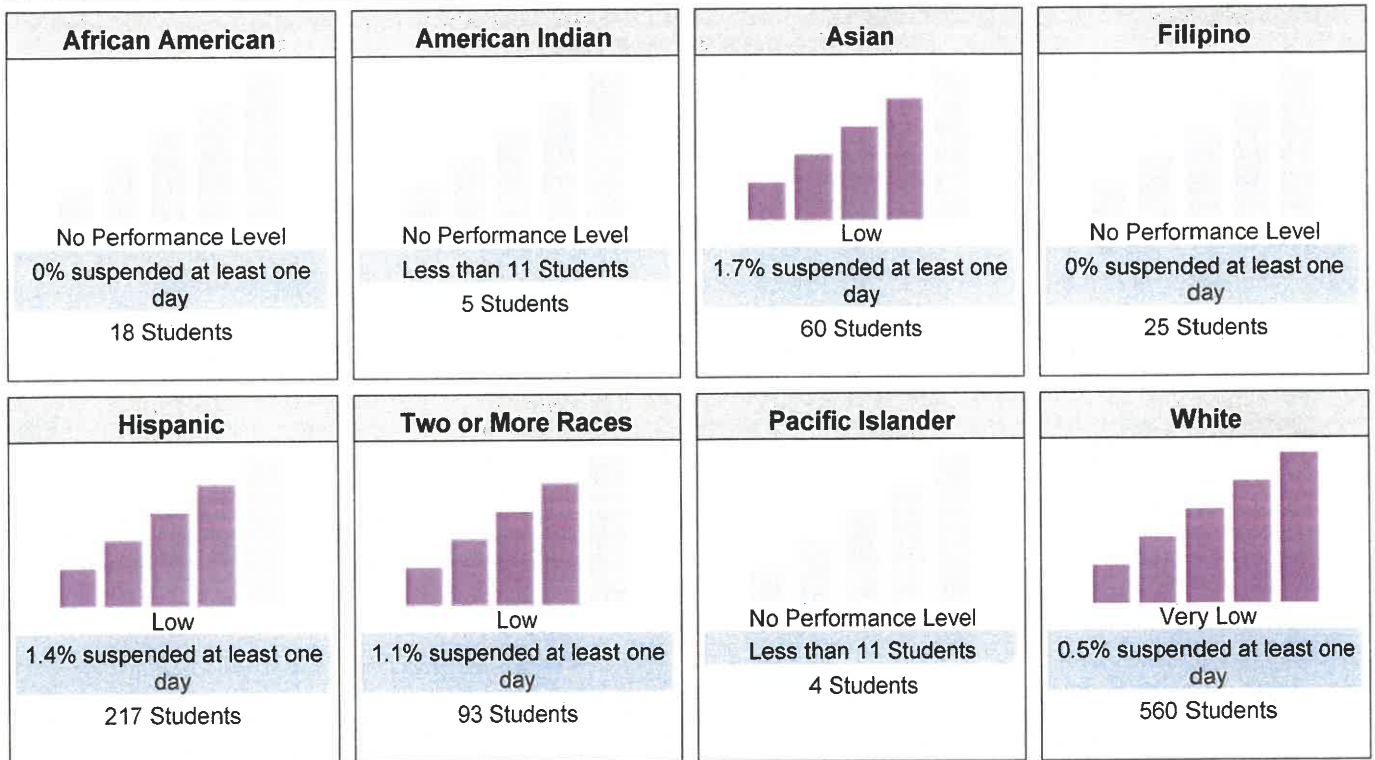 African American
No Performance Level
0% suspended at least one
day
18 Students
American Indian
No Performance Level
Less than 11 Students
5 Students
Asian
Low
1.7% suspended at least one
day
60 Students
Filipino
No Performance Level
0% suspended at least one
day
25 Students
Hispanic
Low
1.4% suspended at least one
day
217 Students
Two or More Races
Low
1.1% suspended at least one
day
93 Students
Pacific Islander
No Performance Level
Less than 11 Students
4 Students
White
Very Low
0.5% suspended at least one
day
560 Students